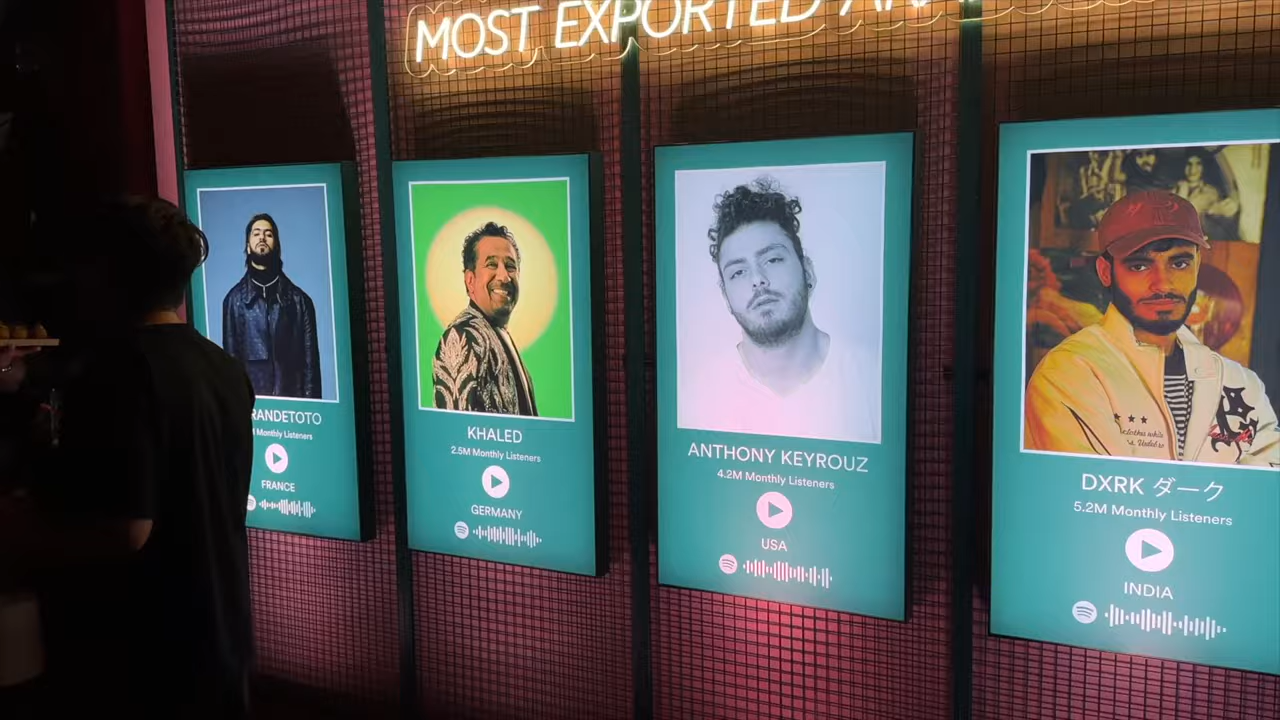 MOST EXPORTED
RANDETOTO
Monthly Listeners
FRANCE
KHALED
2.5M Monthly Listeners
GERMANY
ANTHONY KEYROUZ
4.2M Monthly Listeners
USA
DXRK ダーク
5.2M Monthly Listeners
INDIA